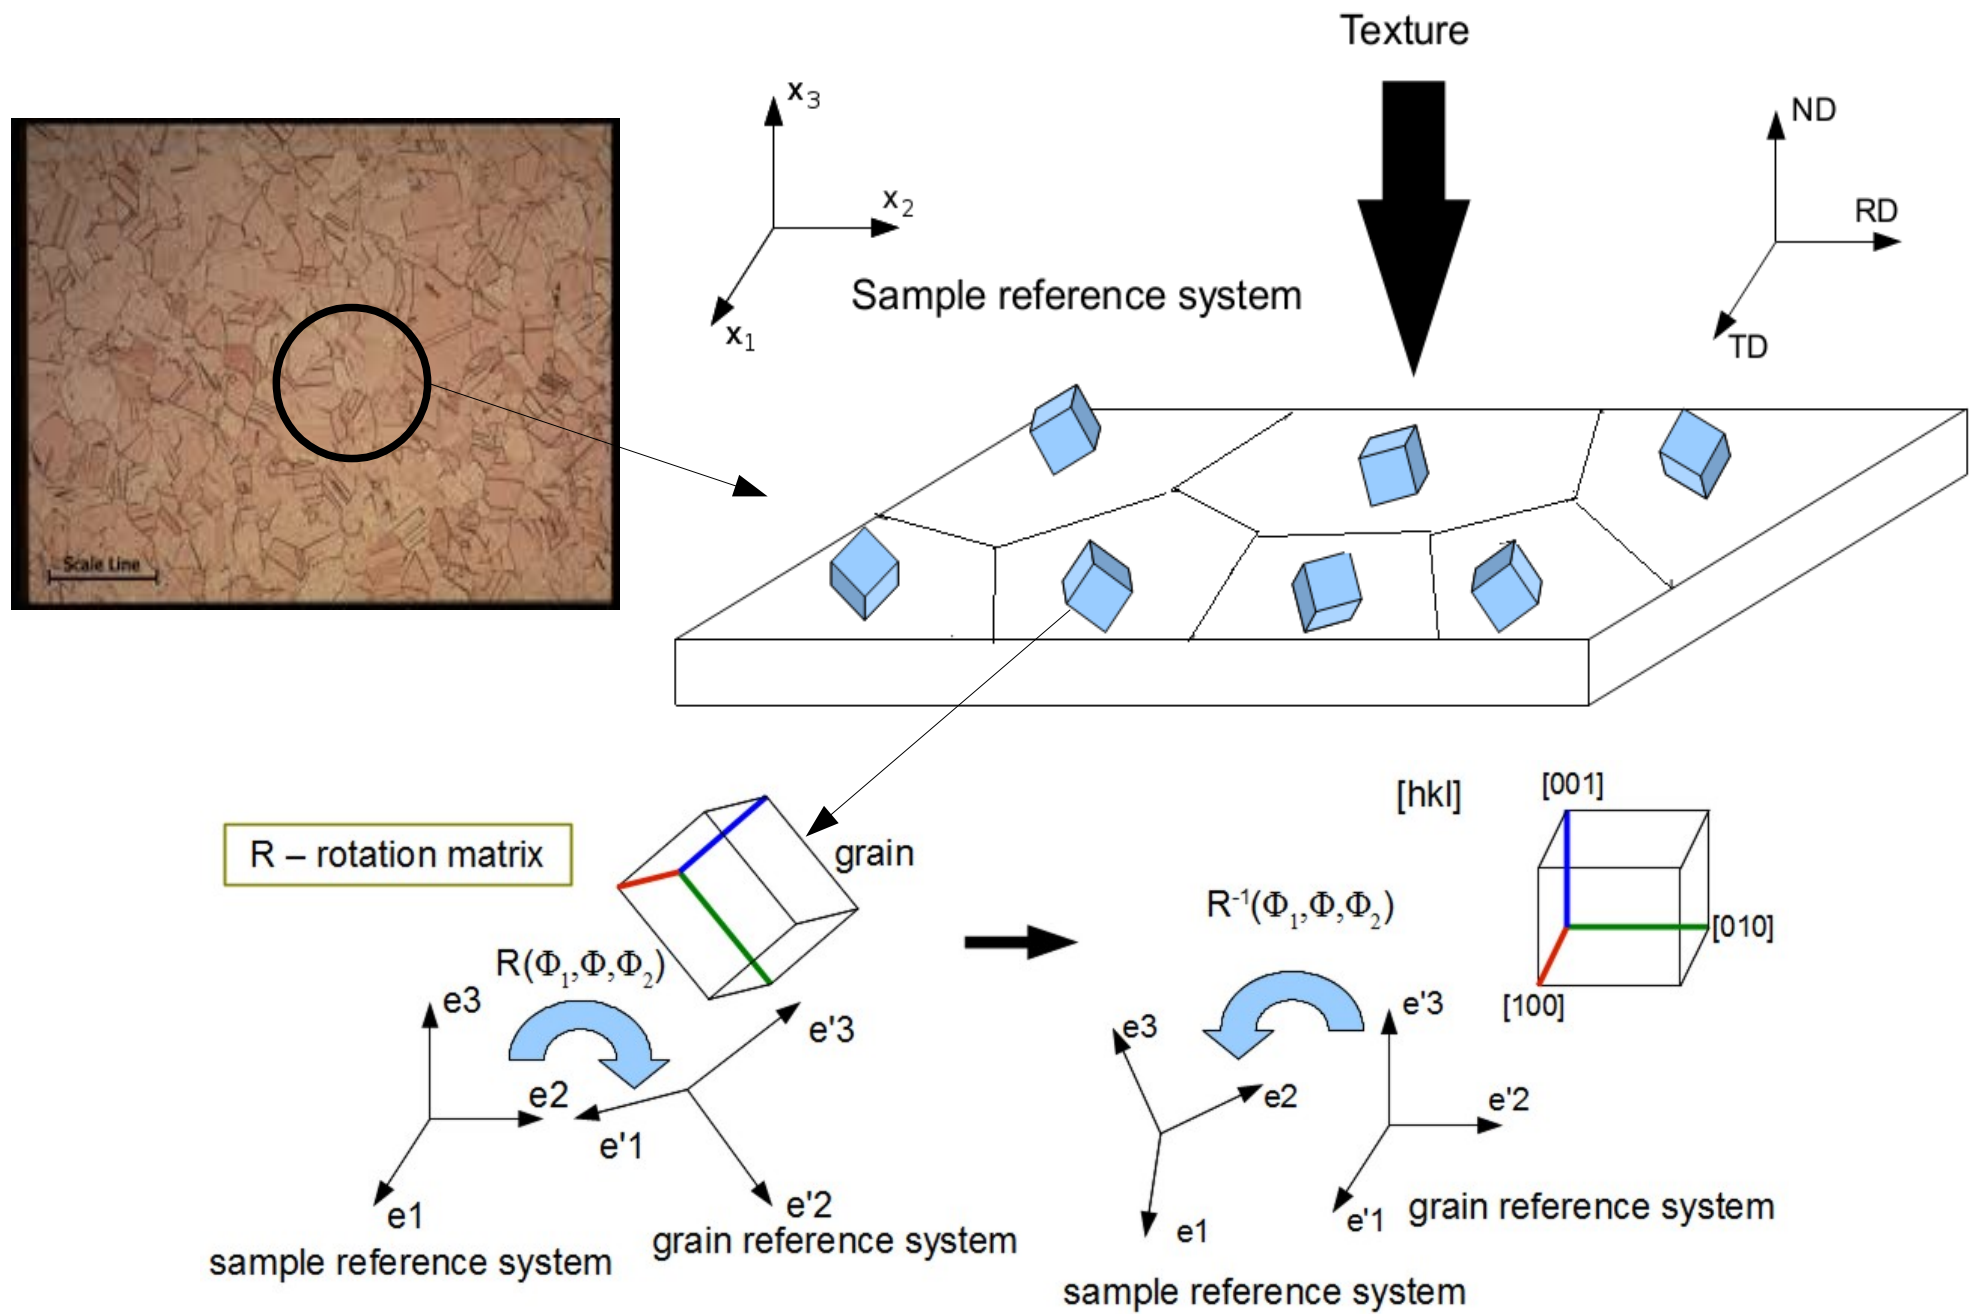 Texture
x3
x2
x1
Sample reference system
ND
RD
TD
Scale Line
R – rotation matrix
grain
R(Φ1,Φ,Φ2)
e3
e2
e1
sample reference system
e'3
e'1
e'2
grain reference system
[hkl]
[001]
[010]
[100]
R-1(Φ1,Φ,Φ2)
e3
e2
e1
sample reference system
e'3
e'2
e'1
grain reference system